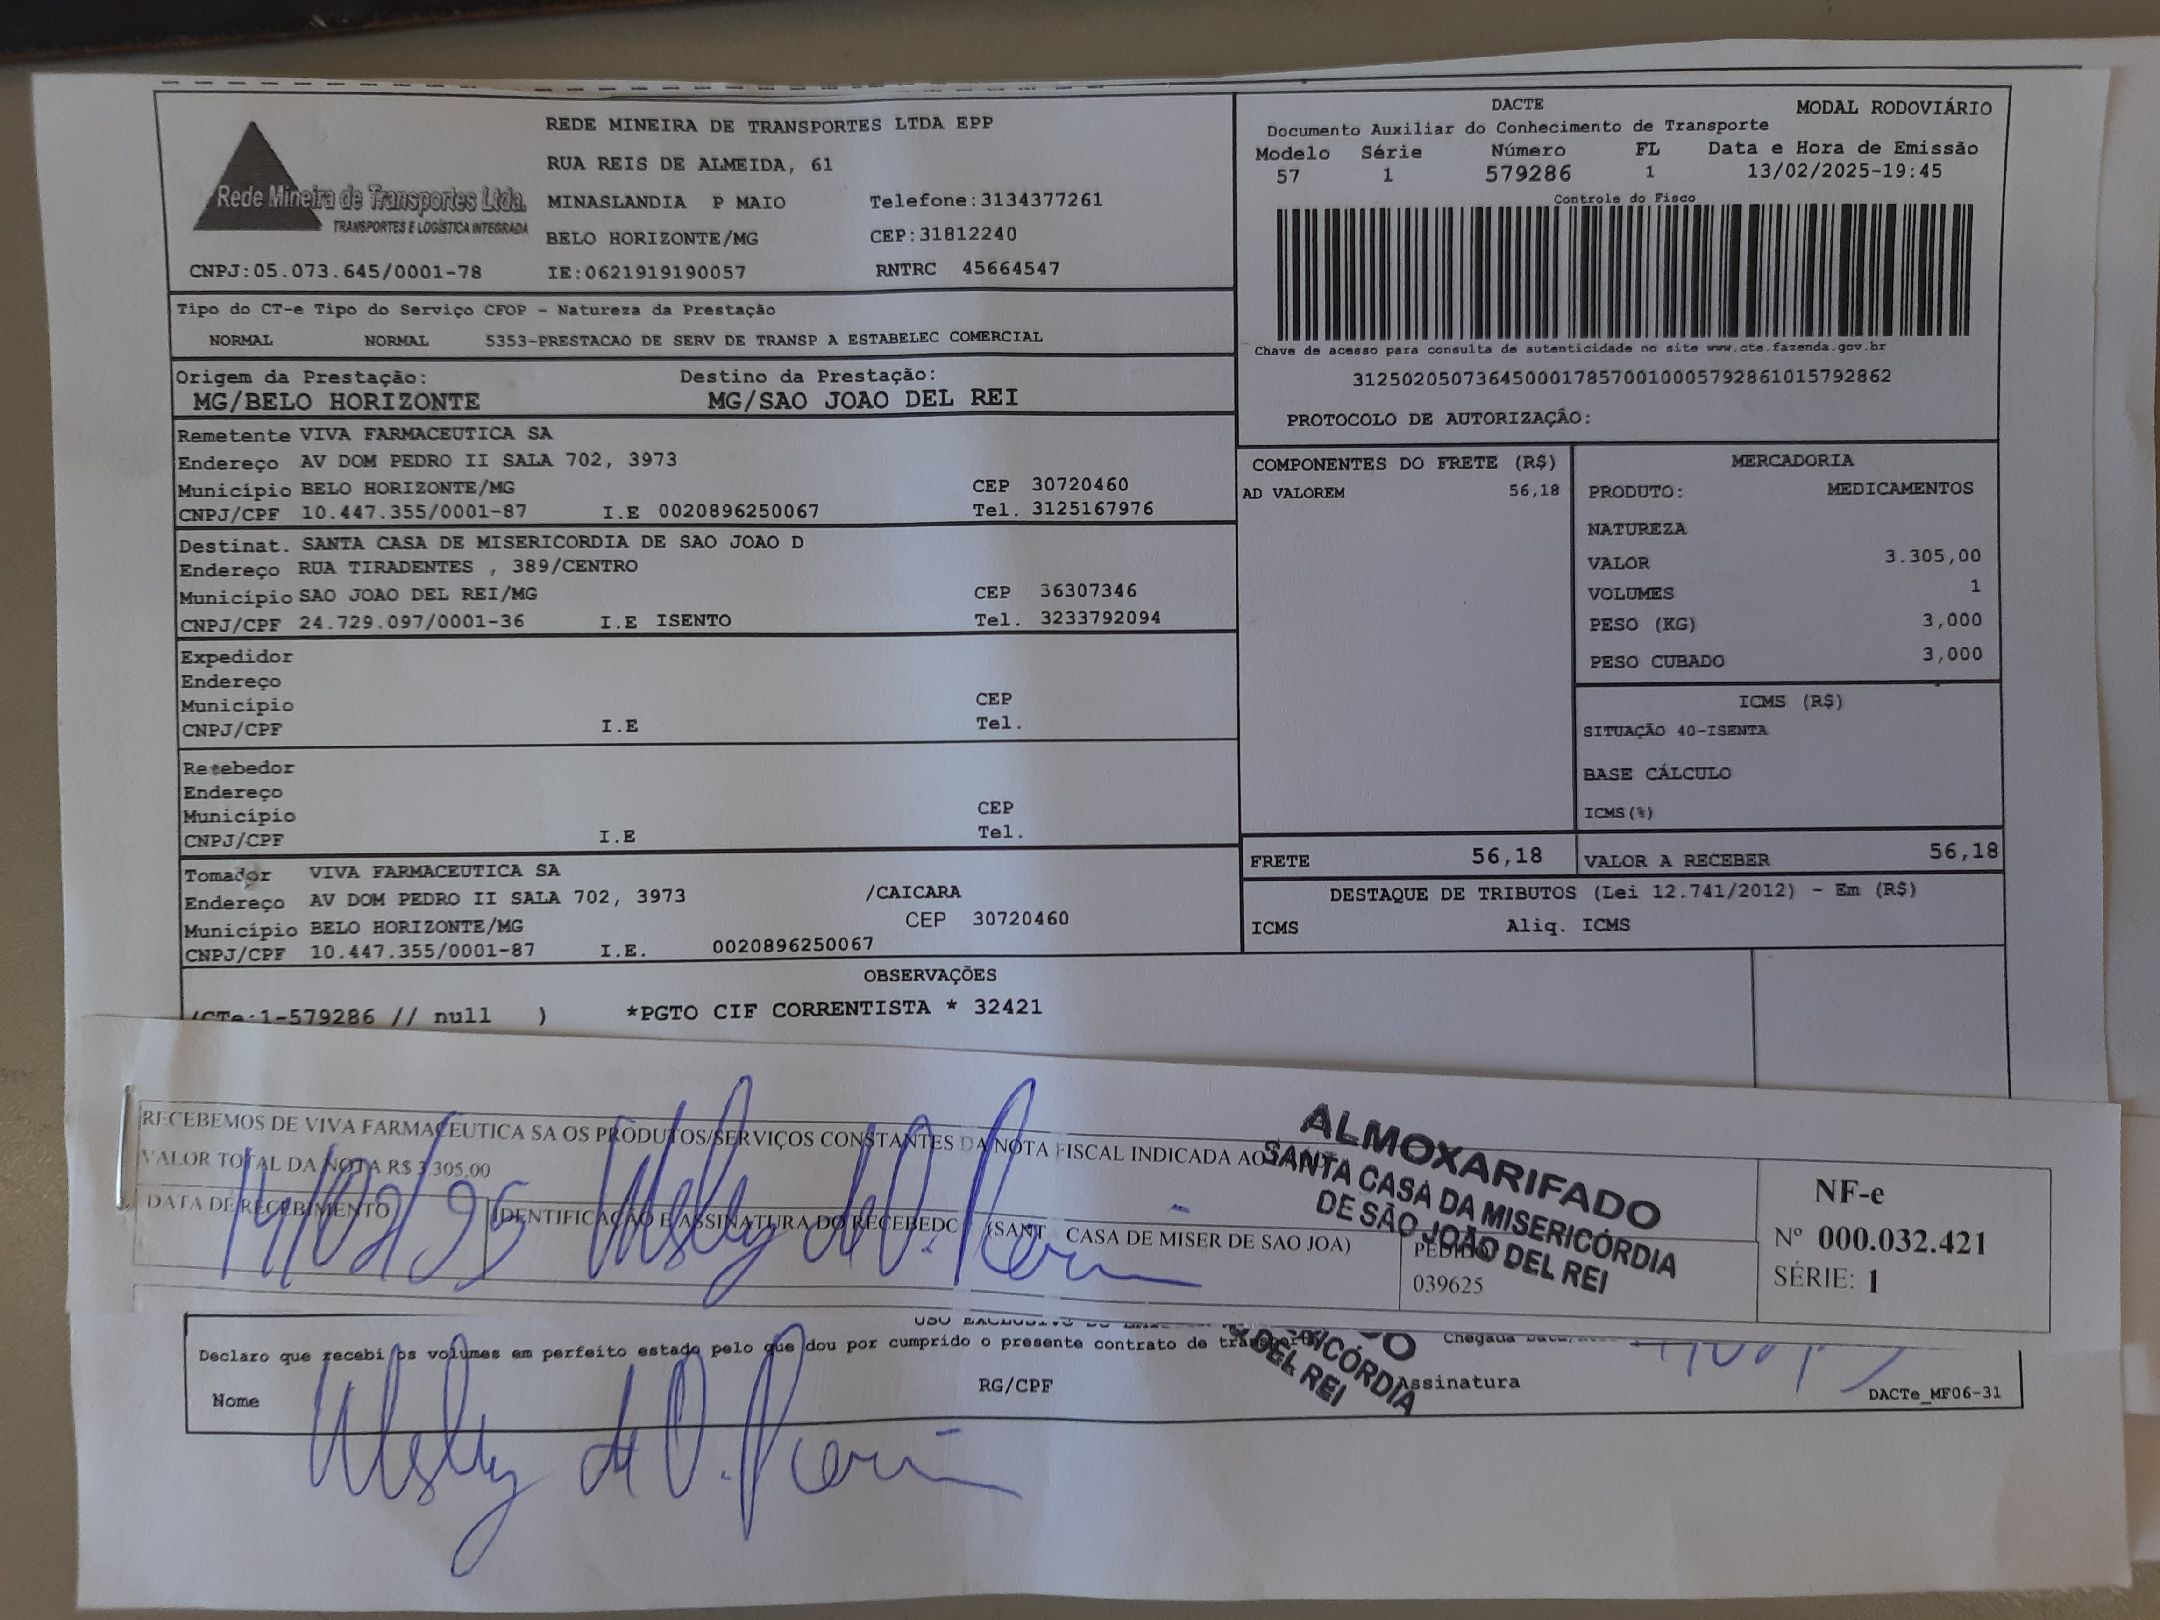 Rede Mineira de Transportes Ltda.
TRANSPORTES E LOGÍSTICA INTEGRADA
REDE MINEIRA DE TRANSPORTES LTDA EPP
RUA REIS DE ALMEIDA, 61
MINASLANDIA P MAIO Telefone:3134377261
BELO HORIZONTE/MG CEP:31812240
CNPJ:05.073.645/0001-78 IE:0621919190057 RNTRC 45664547
DACTE MODAL RODOVIÁRIO
Documento Auxiliar do Conhecimento de Transporte
Modelo Série Número FL Data e Hora de Emissão
57 1 579286 1 13/02/2025-19:45
Controle do Fisco
Chave de acesso para consulta de autenticidade no site www.cte.fazenda.gov.br
31250205073645000178570010005792861015792862
PROTOCOLO DE AUTORIZAÇÃO:
Tipo do CT-e Tipo do Serviço CFOP - Natureza da Prestação
NORMAL NORMAL 5353-PRESTACAO DE SERV DE TRANSP A ESTABELEC COMERCIAL
Origem da Prestação: Destino da Prestação:
MG/BELO HORIZONTE MG/SAO JOAO DEL REI
Remetente VIVA FARMACEUTICA SA
Endereço AV DOM PEDRO II SALA 702, 3973
Município BELO HORIZONTE/MG CEP 30720460
CNPJ/CPF 10.447.355/0001-87 I.E 0020896250067 Tel. 3125167976
Destinat. SANTA CASA DE MISERICORDIA DE SAO JOAO D
Endereço RUA TIRADENTES , 389/CENTRO
Município SAO JOAO DEL REI/MG CEP 36307346
CNPJ/CPF 24.729.097/0001-36 I.E ISENTO Tel. 3233792094
Expedidor
Endereço
Município CEP
CNPJ/CPF I.E Tel.
Recebedor
Endereço
Município CEP
CNPJ/CPF I.E Tel.
Tomador VIVA FARMACEUTICA SA
Endereço AV DOM PEDRO II SALA 702, 3973 /CAICARA
Município BELO HORIZONTE/MG CEP 30720460
CNPJ/CPF 10.447.355/0001-87 I.E. 0020896250067
COMPONENTES DO FRETE (R$)
AD VALOREM 56,18
MERCADORIA
PRODUTO: MEDICAMENTOS
NATUREZA
VALOR 3.305,00
VOLUMES 1
PESO (KG) 3,000
PESO CUBADO 3,000
ICMS (R$)
SITUAÇÃO 40-ISENTA
BASE CÁLCULO
ICMS(%)
FRETE 56,18 VALOR A RECEBER 56,18
DESTAQUE DE TRIBUTOS (Lei 12.741/2012) - Em (R$)
ICMS Aliq. ICMS
OBSERVAÇÕES
/CTe:1-579286 // null ) *PGTO CIF CORRENTISTA * 32421
RECEBEMOS DE VIVA FARMACEUTICA SA OS PRODUTOS/SERVIÇOS CONSTANTES DA NOTA FISCAL INDICADA AO
VALOR TOTAL DA NOTA R$ 3.305,00
DATA DE RECEBIMENTO IDENTIFICAÇÃO E ASSINATURA DO RECEBEDO (SANT CASA DE MISER DE SAO JOA)
PEDIDO
039625
ALMOXARIFADO
SANTA CASA DA MISERICÓRDIA
DE SÃO JOÃO DEL REI
NF-e
Nº 000.032.421
SÉRIE: 1
Declaro que recebi os volumes em perfeito estado pelo que dou por cumprido o presente contrato de transporte
Chegada
Nome RG/CPF Assinatura
DACTe_MF06-31
DEL REI